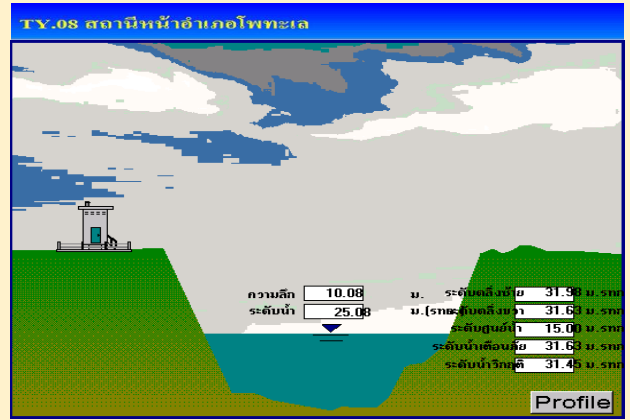 TY.08 สถานีหน้าอำเภอโพทะเล
ความลึก 10.08 ม.
ระดับน้ำ 25.08 ม.(รทก.
ระดับตลิ่งซ้าย 31.98 ม.รทก
ระดับตลิ่งขวา 31.63 ม.รทก
ระดับศูนย์น้ำ 15.00 ม.รทก
ระดับน้ำเตือนภัย 31.63 ม.รทก
ระดับน้ำวิกฤติ 31.45 ม.รทก
Profile